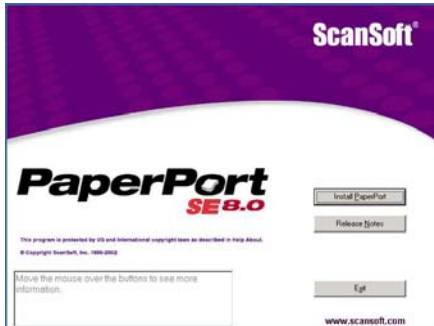 ScanSoft®
PaperPort
SE 8.0
Install PaperPort
Release Notes
This program is protected by US and international copyright laws as described in Help About.
© Copyright ScanSoft, Inc. 1995-2002
Move the mouse over the buttons to see more
information.
Exit
www.scansoft.com